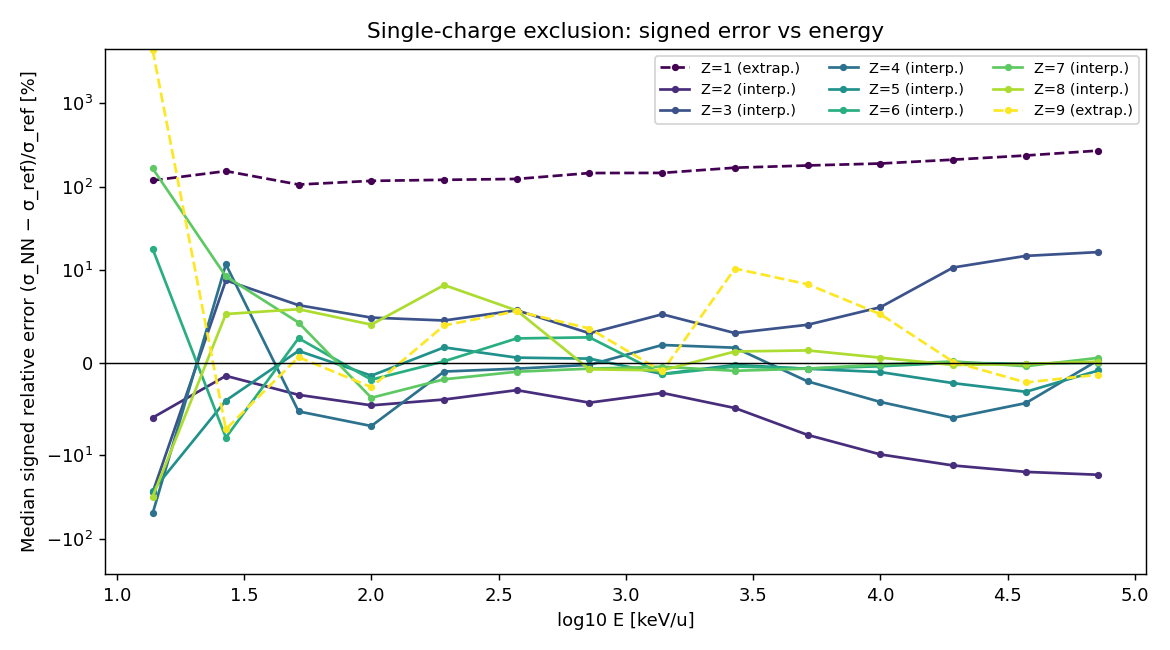 Single-charge exclusion: signed error vs energy
Median signed relative error (σ_NN − σ_ref)/σ_ref [%]
10³
10²
10¹
0
−10¹
−10²
Z=1 (extrap.)
Z=2 (interp.)
Z=3 (interp.)
Z=4 (interp.)
Z=5 (interp.)
Z=6 (interp.)
Z=7 (interp.)
Z=8 (interp.)
Z=9 (extrap.)
1.0 1.5 2.0 2.5 3.0 3.5 4.0 4.5 5.0
log10 E [keV/u]